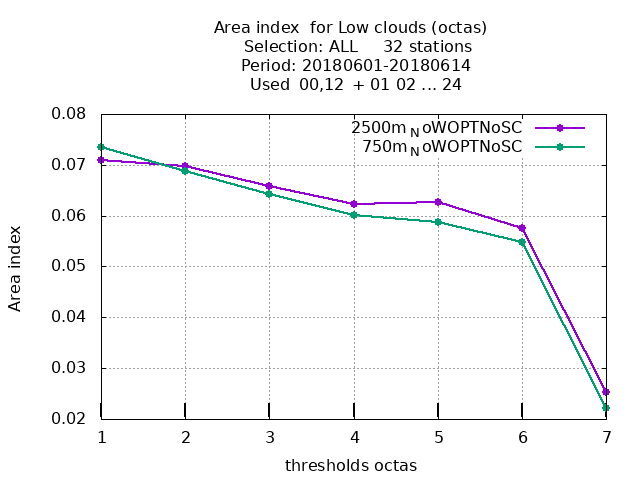 Area index  for Low clouds (octas)
Selection: ALL     32 stations
Period: 20180601-20180614
Used  00,12  + 01 02 ... 24
2500m_NoWOPTNoSC
750m_NoWOPTNoSC
0.08
0.07
0.06
0.05
0.04
0.03
0.02
Area index
1 2 3 4 5 6 7
thresholds octas